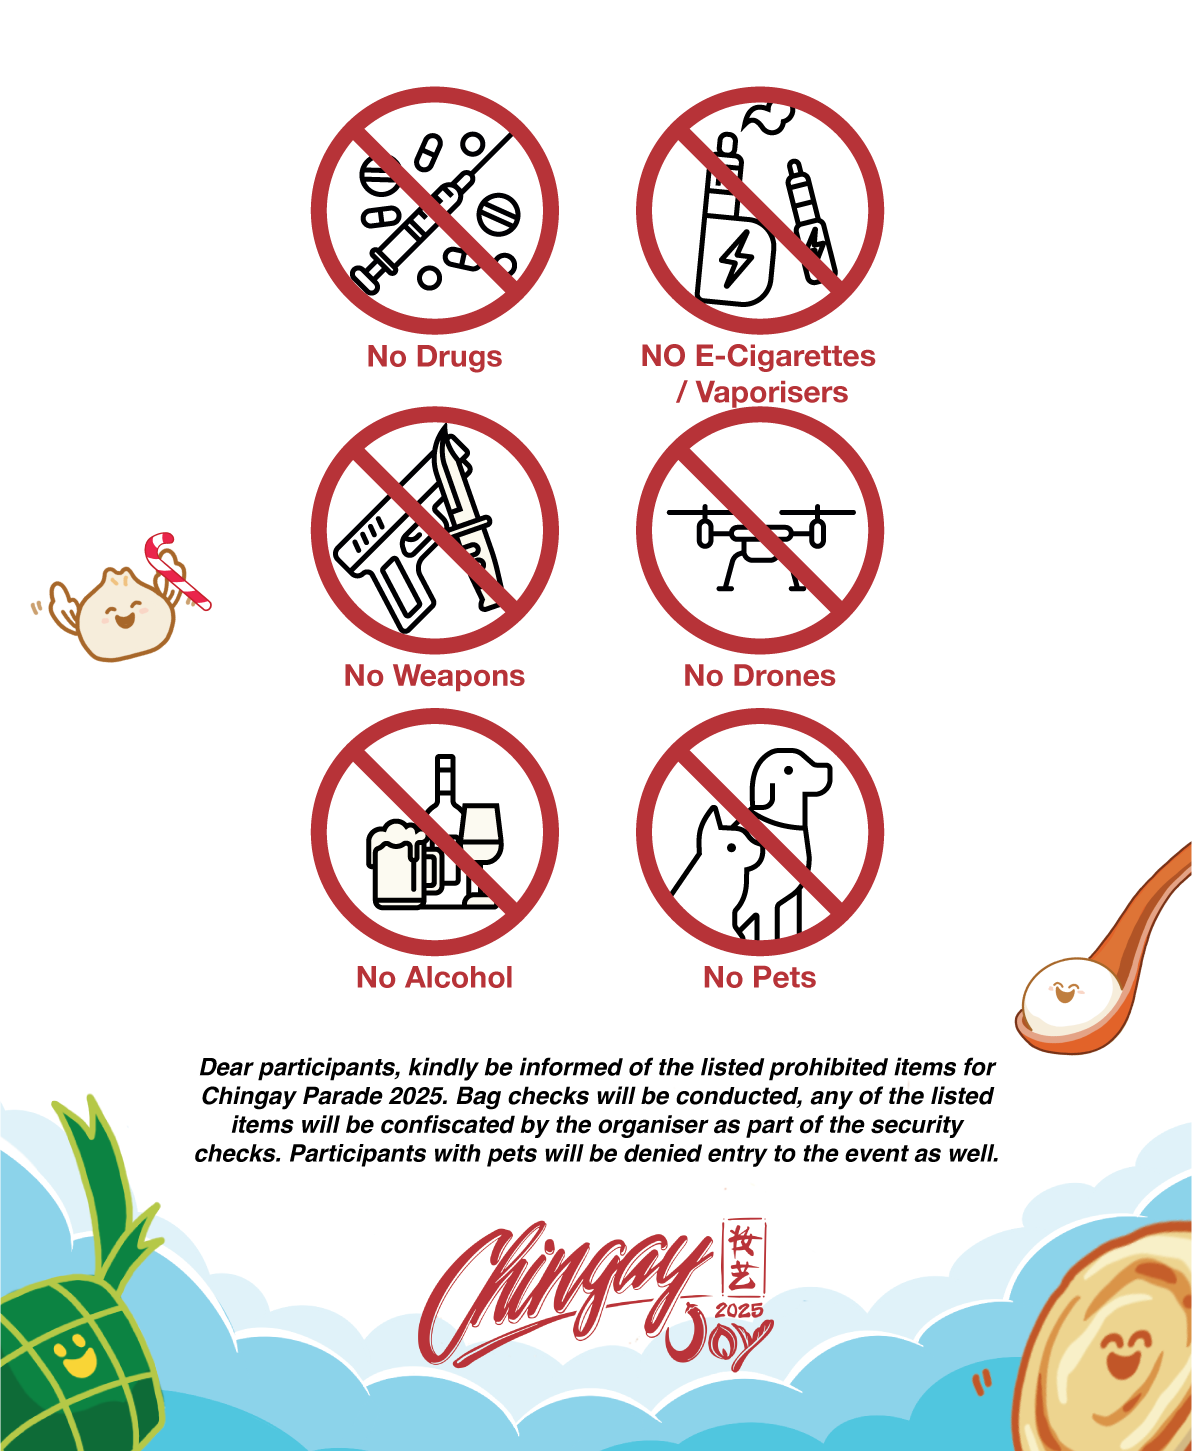 No Drugs
NO E-Cigarettes
/ Vaporisers
No Weapons
No Drones
No Alcohol
No Pets
Dear participants, kindly be informed of the listed prohibited items for
Chingay Parade 2025. Bag checks will be conducted, any of the listed
items will be confiscated by the organiser as part of the security
checks. Participants with pets will be denied entry to the event as well.
Chingay
妆艺
2025
Joy